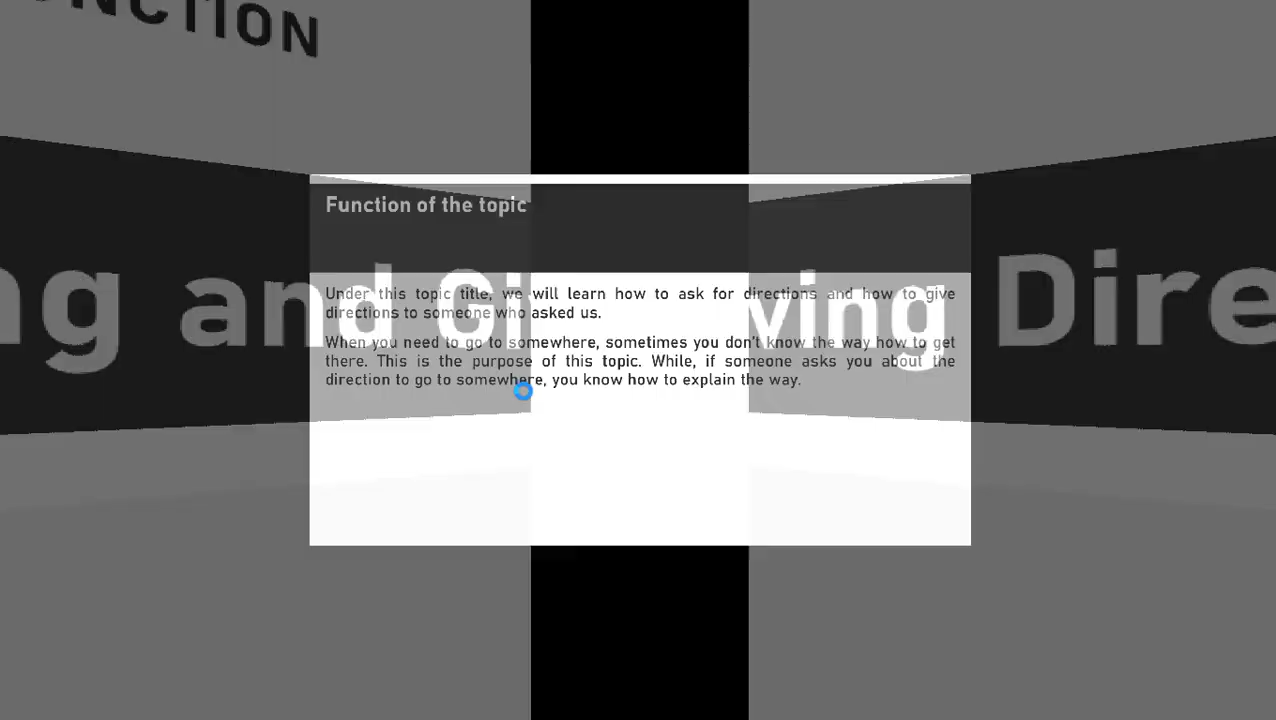 NCTION
Function of the topic
ng and Gi ving Dire
Under this topic title, we will learn how to ask for directions and how to give
directions to someone who asked us.
When you need to go to somewhere, sometimes you don't know the way how to get
there. This is the purpose of this topic. While, if someone asks you about the
direction to go to somewhere, you know how to explain the way.